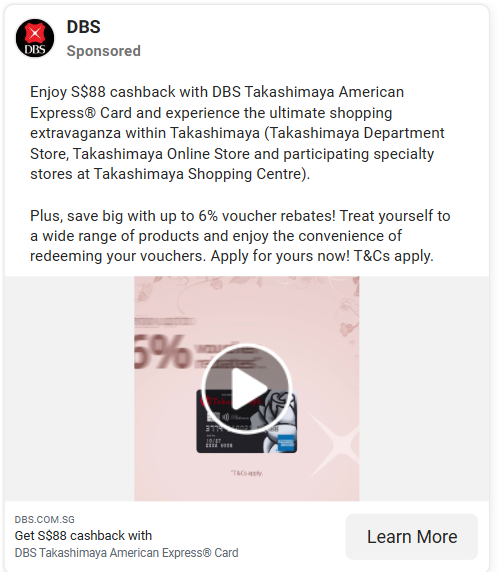 DBS
DBS
Sponsored
Enjoy S$88 cashback with DBS Takashimaya American
Express® Card and experience the ultimate shopping
extravaganza within Takashimaya (Takashimaya Department
Store, Takashimaya Online Store and participating specialty
stores at Takashimaya Shopping Centre).
Plus, save big with up to 6% voucher rebates! Treat yourself to
a wide range of products and enjoy the convenience of
redeeming your vouchers. Apply for yours now! T&Cs apply.
6%
10/27
*T&Cs apply.
DBS.COM.SG
Get S$88 cashback with
DBS Takashimaya American Express® Card
Learn More